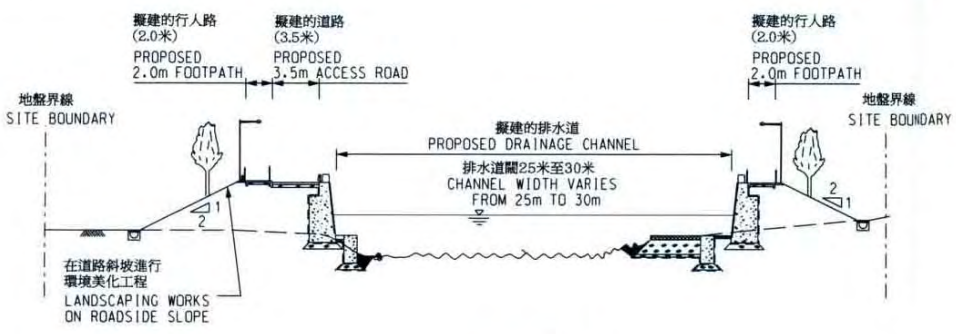 擬建的行人路
(2.0米)
PROPOSED
2.0m FOOTPATH
擬建的道路
(3.5米)
PROPOSED
3.5m ACCESS ROAD
擬建的行人路
(2.0米)
PROPOSED
2.0m FOOTPATH
地盤界線
SITE BOUNDARY
擬建的排水道
PROPOSED DRAINAGE CHANNEL
排水道闊25米至30米
CHANNEL WIDTH VARIES
FROM 25m TO 30m
地盤界線
SITE BOUNDARY
1
2
2
1
在道路斜坡進行
環境美化工程
LANDSCAPING WORKS
ON ROADSIDE SLOPE